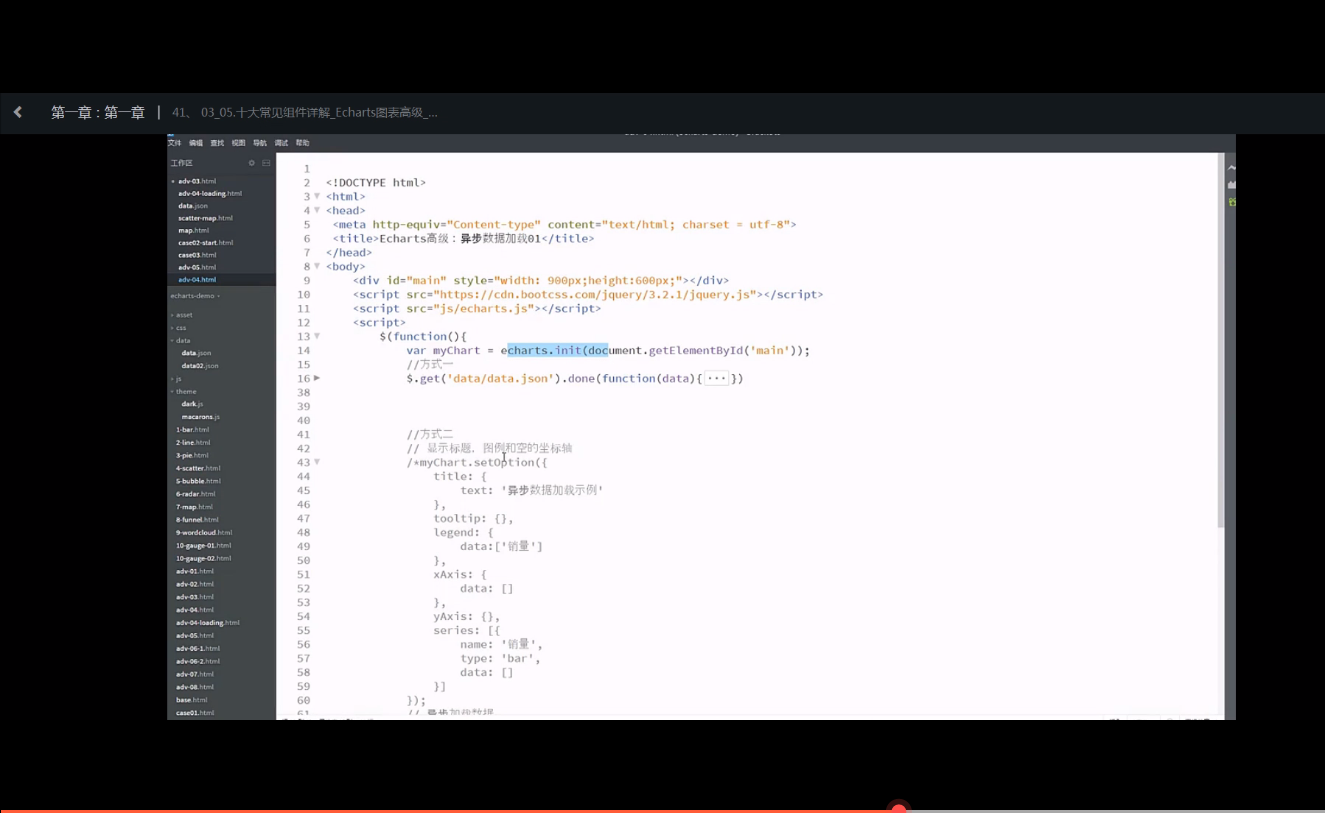 第一章：第一章 | 41、 03_05.十大常见组件详解_Echarts图表高级_...
文件 编辑 查找 视图 导航 调试 帮助
工作区
adv-03.html
adv-04-loading.html
data.json
scatter-map.html
map.html
case02-start.html
case03.html
adv-05.html
adv-04.html
echarts-demo
asset
css
data
data.json
data02.json
js
theme
dark.js
macarons.js
1-bar.html
2-line.html
3-pie.html
4-scatter.html
5-bubble.html
6-radar.html
7-map.html
8-funnel.html
9-wordcloud.html
10-gauge-01.html
10-gauge-02.html
adv-01.html
adv-02.html
adv-03.html
adv-04.html
adv-04-loading.html
adv-05.html
adv-06-1.html
adv-06-2.html
adv-07.html
adv-08.html
base.html
case01.html
1
2 <!DOCTYPE html>
3 <html>
4 <head>
5 <meta http-equiv="Content-type" content="text/html; charset = utf-8">
6 <title>Echarts高级：异步数据加载01</title>
7 </head>
8 <body>
9 <div id="main" style="width: 900px;height:600px;"></div>
10 <script src="https://cdn.bootcss.com/jquery/3.2.1/jquery.js"></script>
11 <script src="js/echarts.js"></script>
12 <script>
13 $(function(){
14 var myChart = echarts.init(document.getElementById('main'));
15 //方式一
16 $.get('data/data.json').done(function(data){···})
38
39
40
41 //方式二
42 // 显示标题，图例和空的坐标轴
43 /*myChart.setOption({
44 title: {
45 text: '异步数据加载示例'
46 },
47 tooltip: {},
48 legend: {
49 data:['销量']
50 },
51 xAxis: {
52 data: []
53 },
54 yAxis: {},
55 series: [{
56 name: '销量',
57 type: 'bar',
58 data: []
59 }]
60 });
61 // 异步加载数据